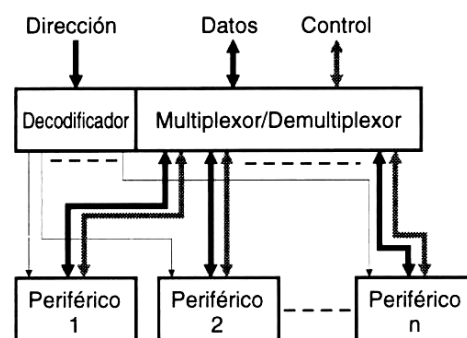 Dirección
Datos
Control
Decodificador
Multiplexor/Demultiplexor
Periférico
1
Periférico
2
Periférico
n